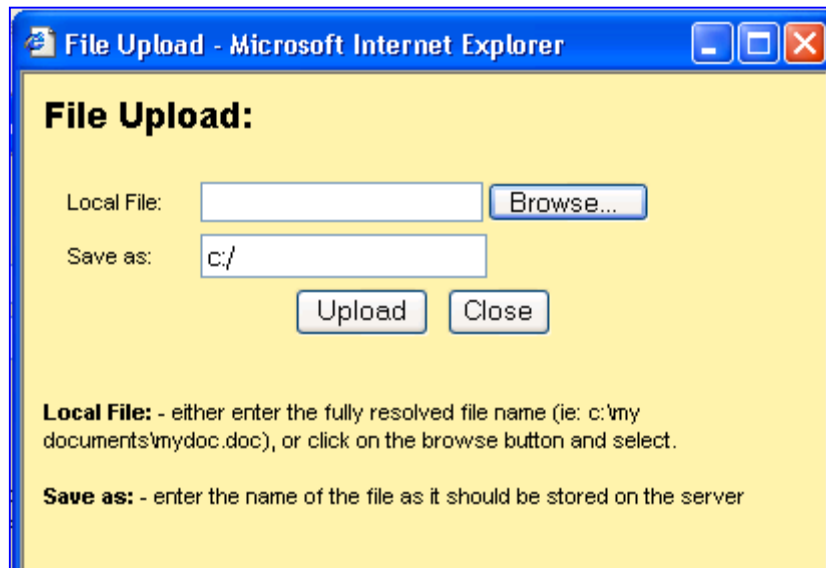 File Upload - Microsoft Internet Explorer
File Upload:
Local File: Browse...
Save as: c:/
Upload Close
Local File: - either enter the fully resolved file name (ie: c:\my
documents\mydoc.doc), or click on the browse button and select.
Save as: - enter the name of the file as it should be stored on the server